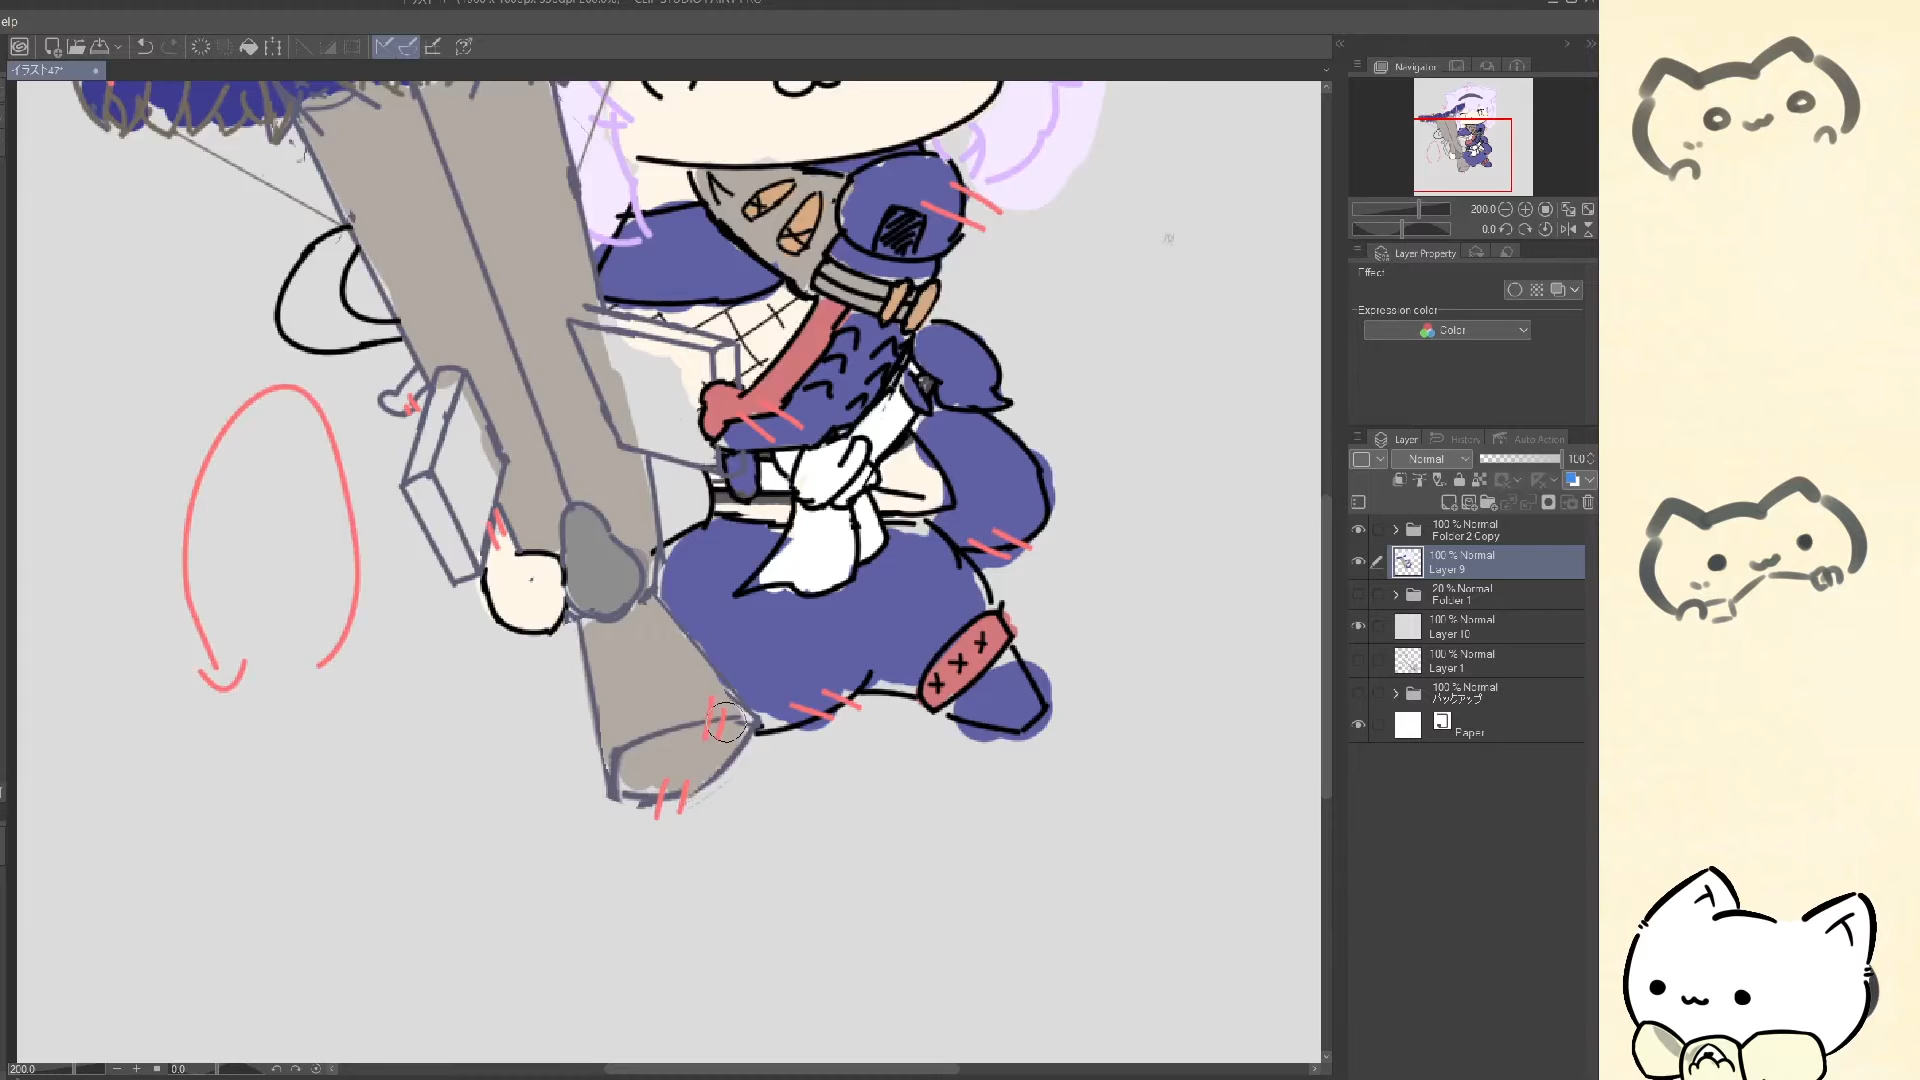 elp
イラスト47*
Navigator
200.0
0.0
Layer Property
Effect
Expression color
Color
Layer
History
Auto Action
Normal
100
100 % Normal
Folder 2 Copy
100 % Normal
Layer 9
20 % Normal
Folder 1
100 % Normal
Layer 10
100 % Normal
Layer 1
100 % Normal
バックアップ
Paper
200.0
0.0